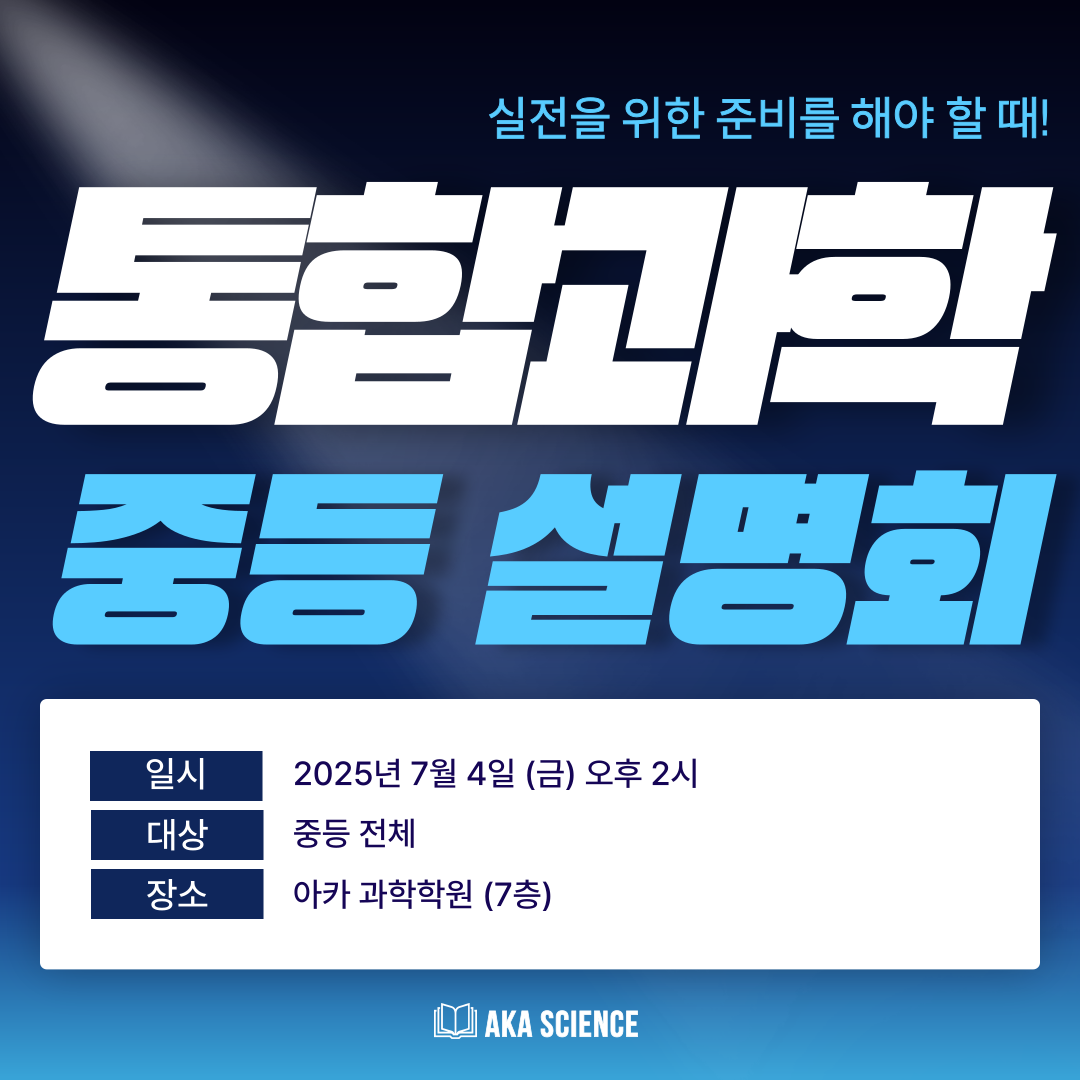 실전을 위한 준비를 해야 할 때!
통합과학
중등 설명회
일시 2025년 7월 4일 (금) 오후 2시
대상 중등 전체
장소 아카 과학학원 (7층)
AKA SCIENCE